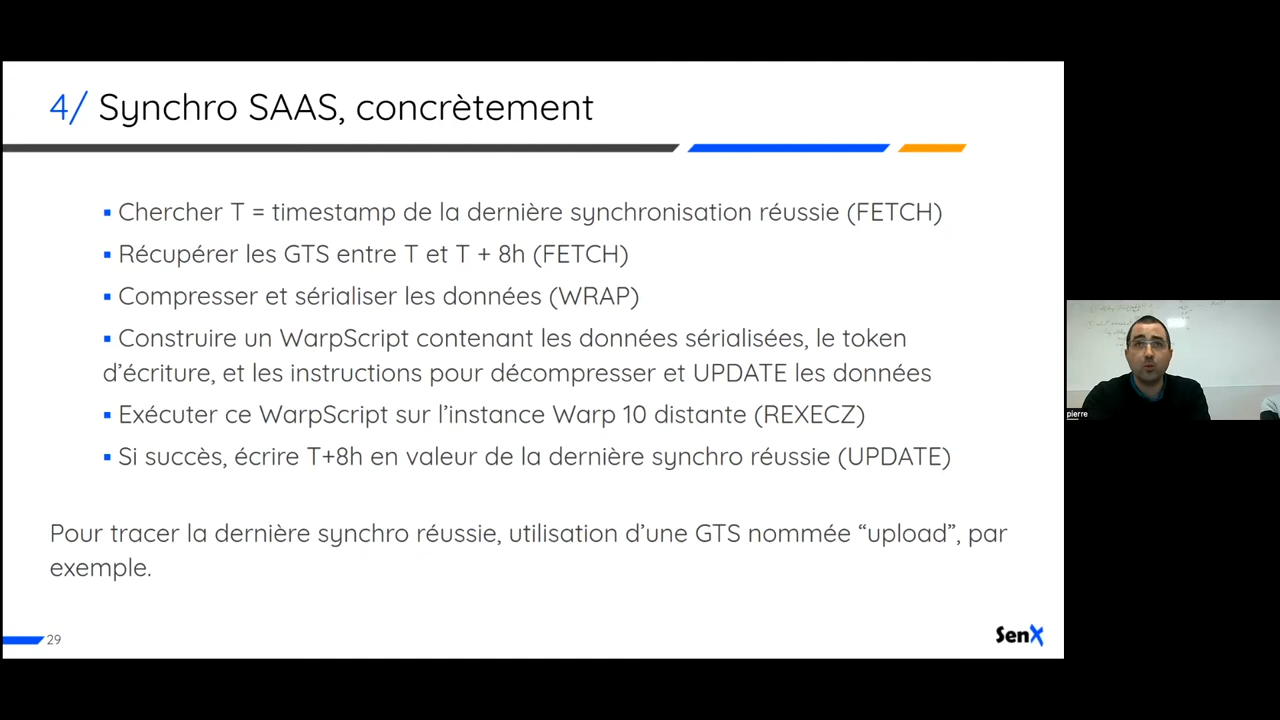 4/ Synchro SAAS, concrètement
▪ Chercher T = timestamp de la dernière synchronisation réussie (FETCH)
▪ Récupérer les GTS entre T et T + 8h (FETCH)
▪ Compresser et sérialiser les données (WRAP)
▪ Construire un WarpScript contenant les données sérialisées, le token
d’écriture, et les instructions pour décompresser et UPDATE les données
▪ Exécuter ce WarpScript sur l’instance Warp 10 distante (REXECZ)
▪ Si succès, écrire T+8h en valeur de la dernière synchro réussie (UPDATE)
Pour tracer la dernière synchro réussie, utilisation d’une GTS nommée “upload”, par
exemple.
29
SenX
pierre